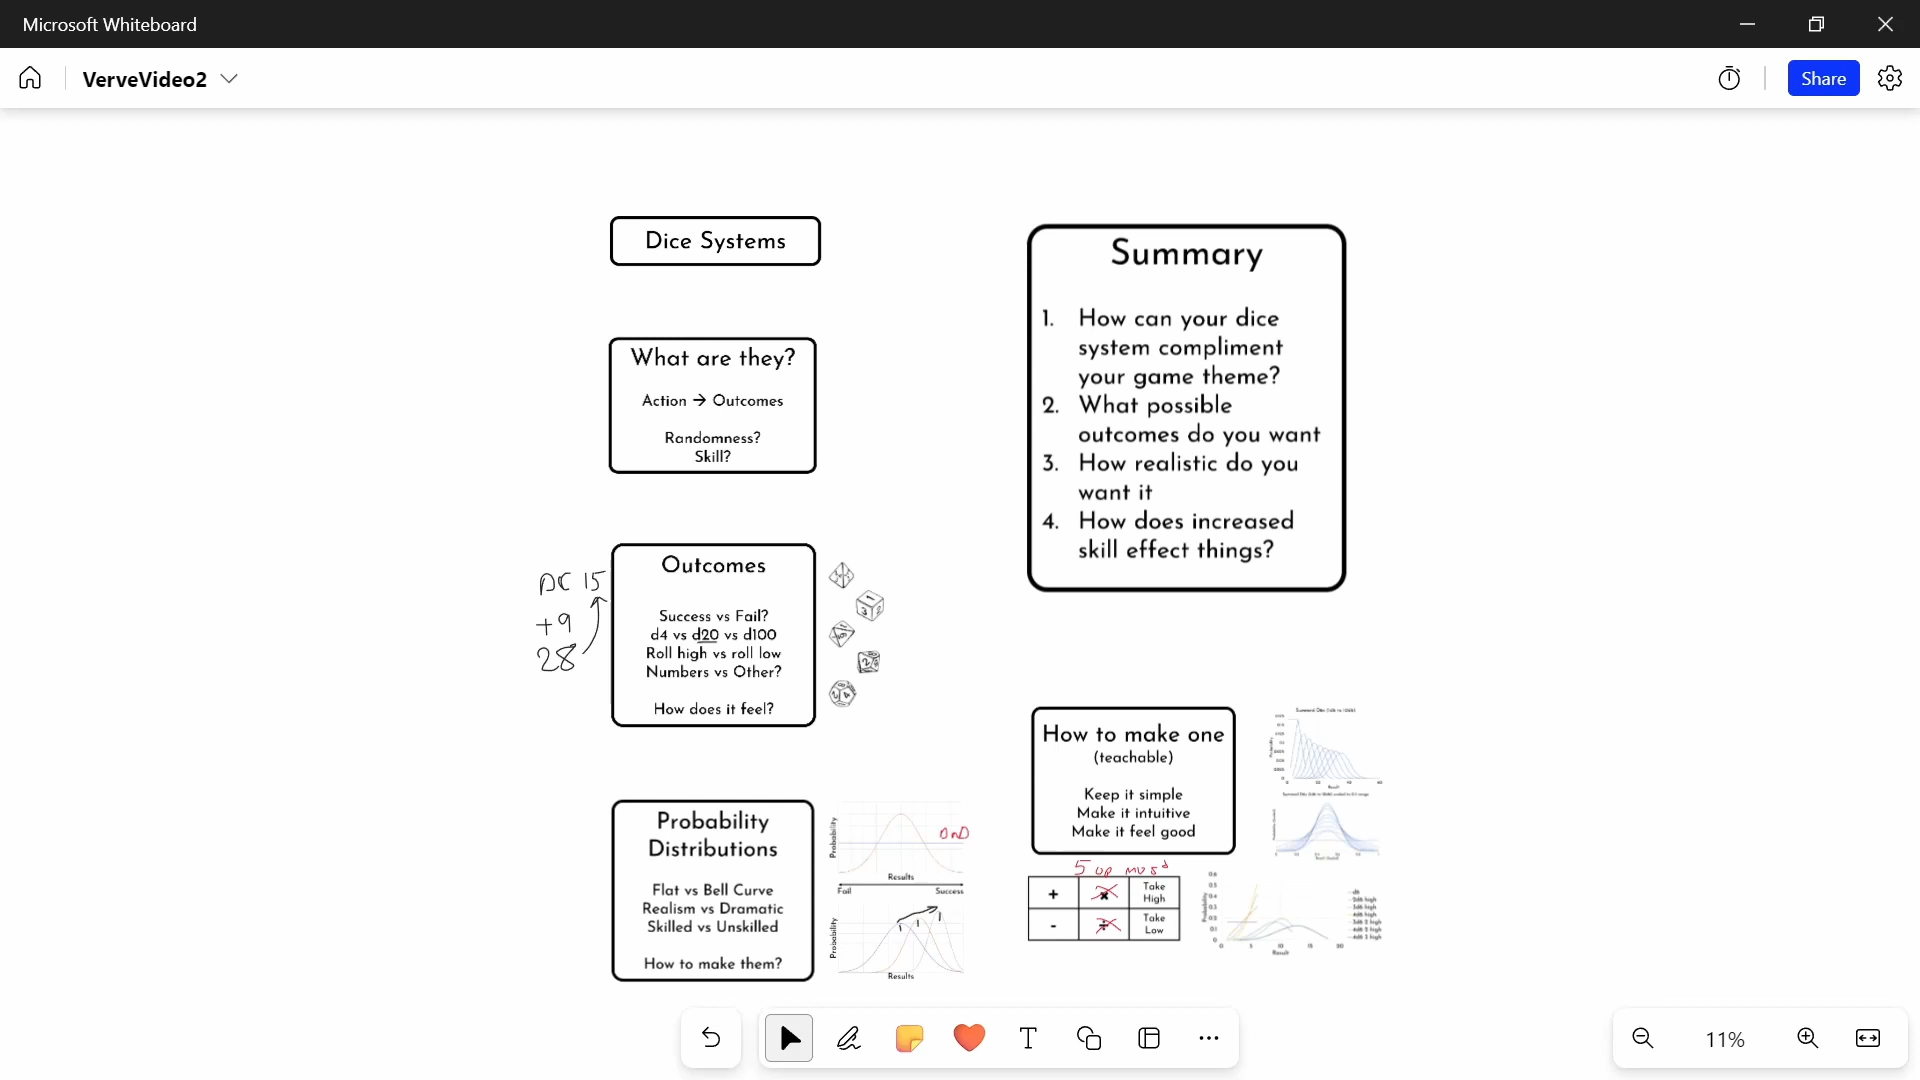 Microsoft Whiteboard
VerveVideo2
Share
Dice Systems
What are they?
Action → Outcomes
Randomness?
Skill?
DC 15
+9
28
Outcomes
Success vs Fail?
d4 vs d20 vs d100
Roll high vs roll low
Numbers vs Other?
How does it feel?
Probability
Distributions
Flat vs Bell Curve
Realism vs Dramatic
Skilled vs Unskilled
How to make them?
Probability
DnD
Results
Fail
Success
Probability
Results
Summary
1. How can your dice
system compliment
your game theme?
2. What possible
outcomes do you want
3. How realistic do you
want it
4. How does increased
skill effect things?
How to make one
(teachable)
Keep it simple
Make it intuitive
Make it feel good
5 up
+ × Take
High
- ÷ Take
Low
Probability
Result
11%